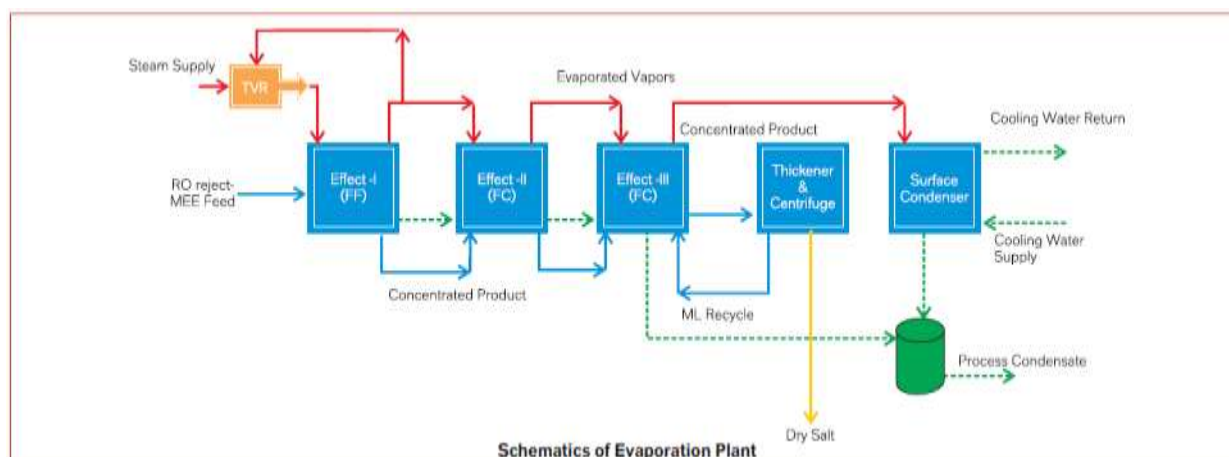 Steam Supply
TVR
Evaporated Vapors
Concentrated Product
Cooling Water Return
RO reject-
MEE Feed
Effect -I
(FF)
Effect -II
(FC)
Effect -III
(FC)
Thickener
&
Centrifuge
Surface
Condenser
Cooling Water
Supply
Concentrated Product
ML Recycle
Process Condensate
Dry Salt
Schematics of Evaporation Plant